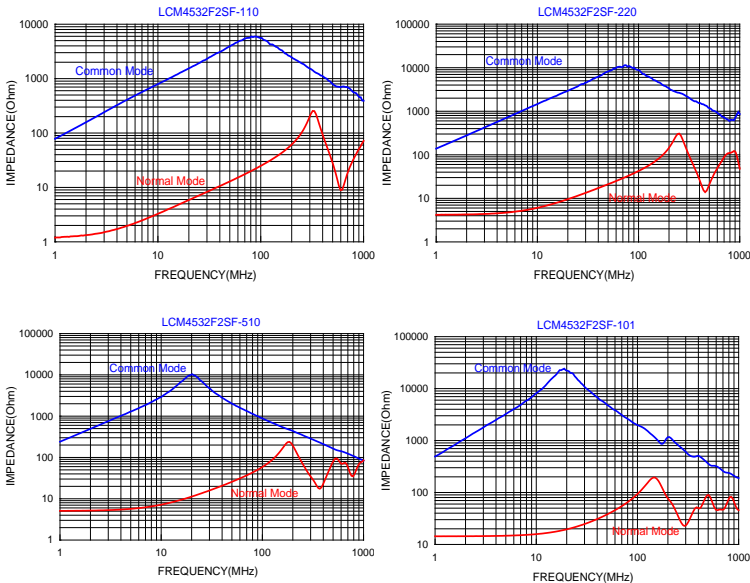 LCM4532F2SF-110
IMPEDANCE(Ohm)
10000
1000
100
10
1
Common Mode
Normal Mode
1
10
100
1000
FREQUENCY(MHz)
LCM4532F2SF-220
IMPEDANCE(Ohm)
100000
10000
1000
100
10
1
Common Mode
Normal Mode
1
10
100
1000
FREQUENCY(MHz)
LCM4532F2SF-510
IMPEDANCE(Ohm)
100000
10000
1000
100
10
1
Common Mode
Normal Mode
1
10
100
1000
FREQUENCY(MHz)
LCM4532F2SF-101
IMPEDANCE(Ohm)
100000
10000
1000
100
10
Common Mode
Normal Mode
1
10
100
1000
FREQUENCY(MHz)